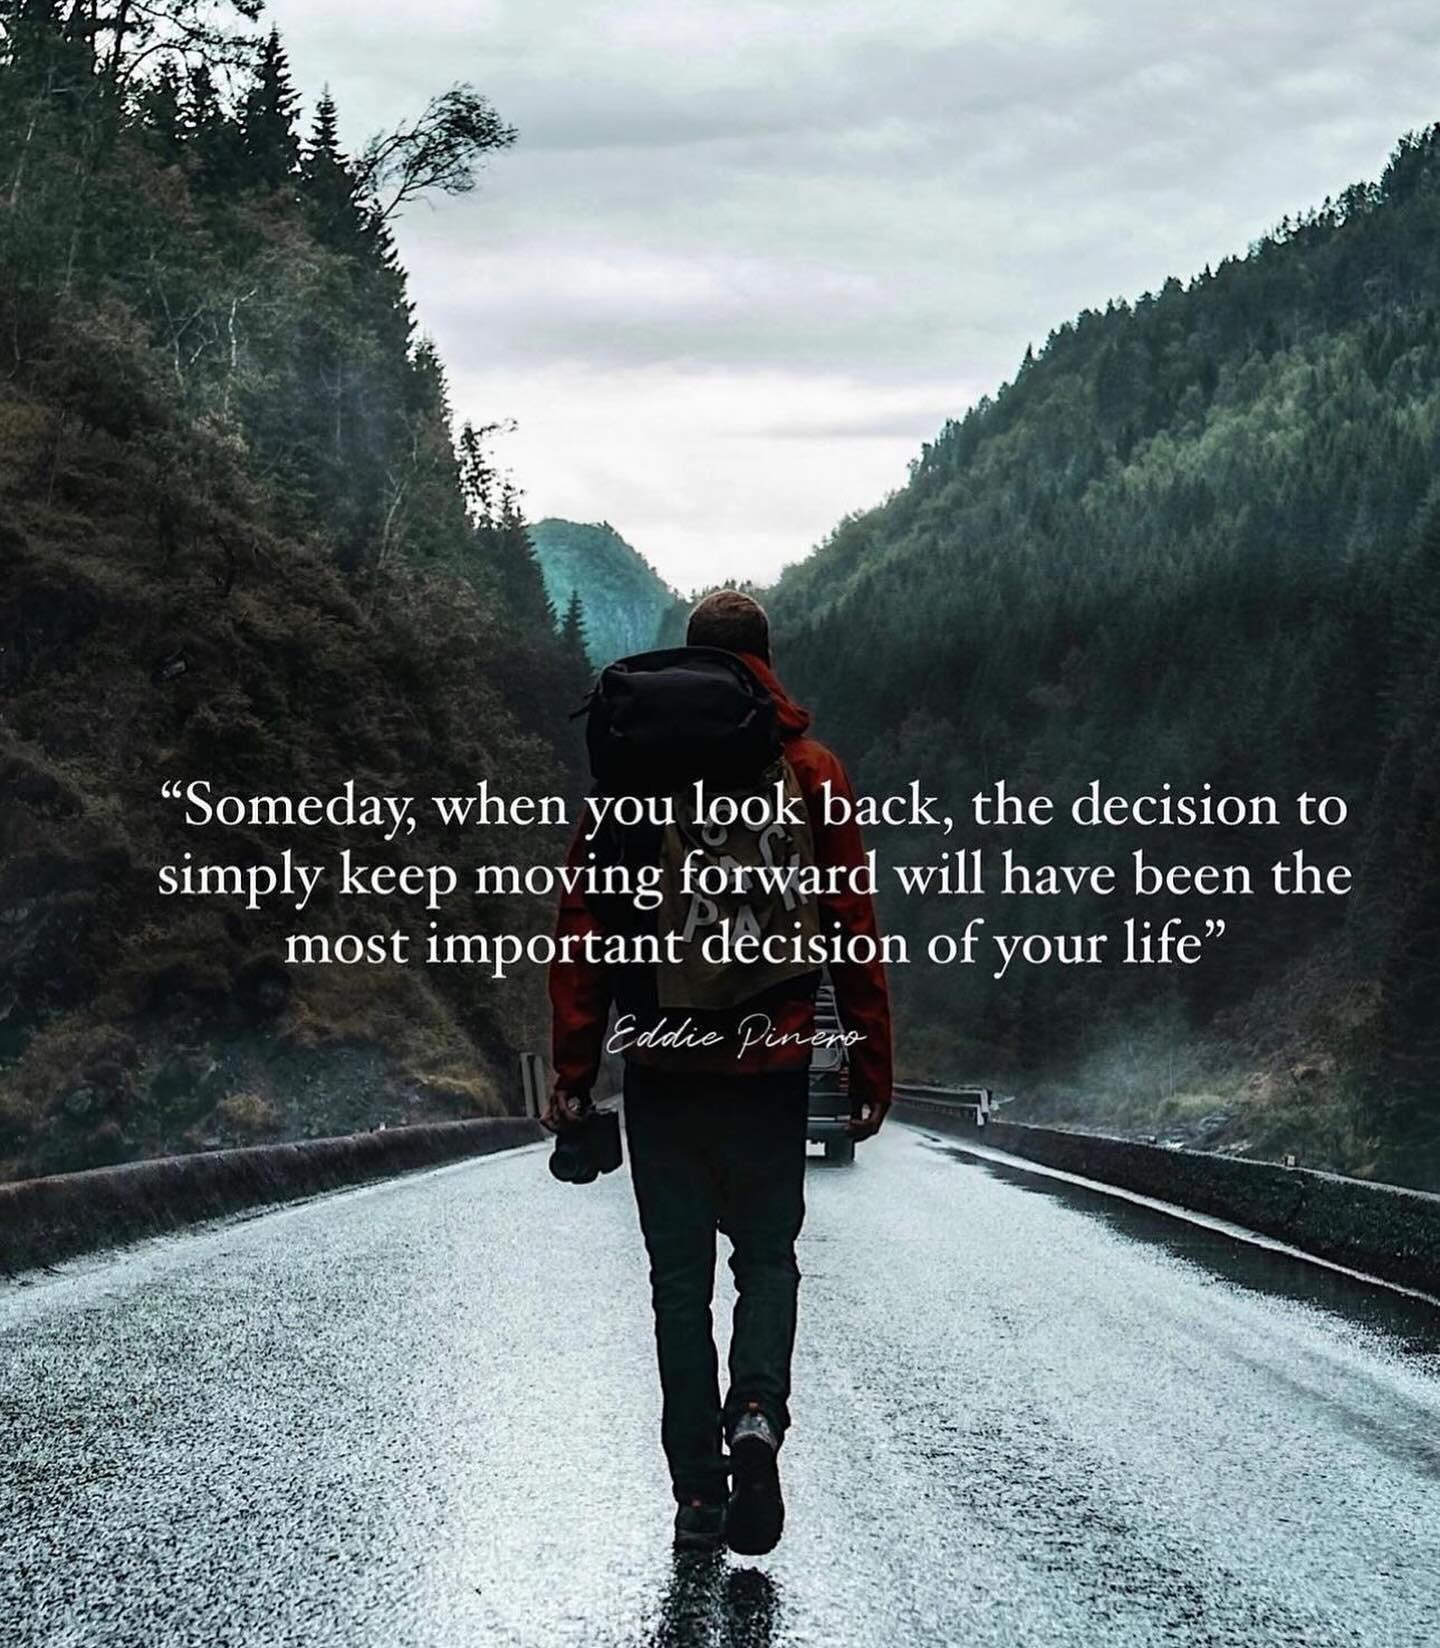 “Someday, when you look back, the decision to
simply keep moving forward will have been the
most important decision of your life”
Eddie Pinero